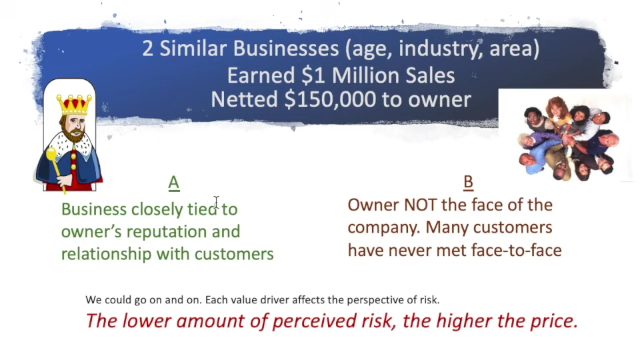 2 Similar Businesses (age, industry, area)
Earned $1 Million Sales
Netted $150,000 to owner
A
Business closely tied to
owner's reputation and
relationship with customers
B
Owner NOT the face of the
company. Many customers
have never met face-to-face
We could go on and on. Each value driver affects the perspective of risk.
The lower amount of perceived risk, the higher the price.